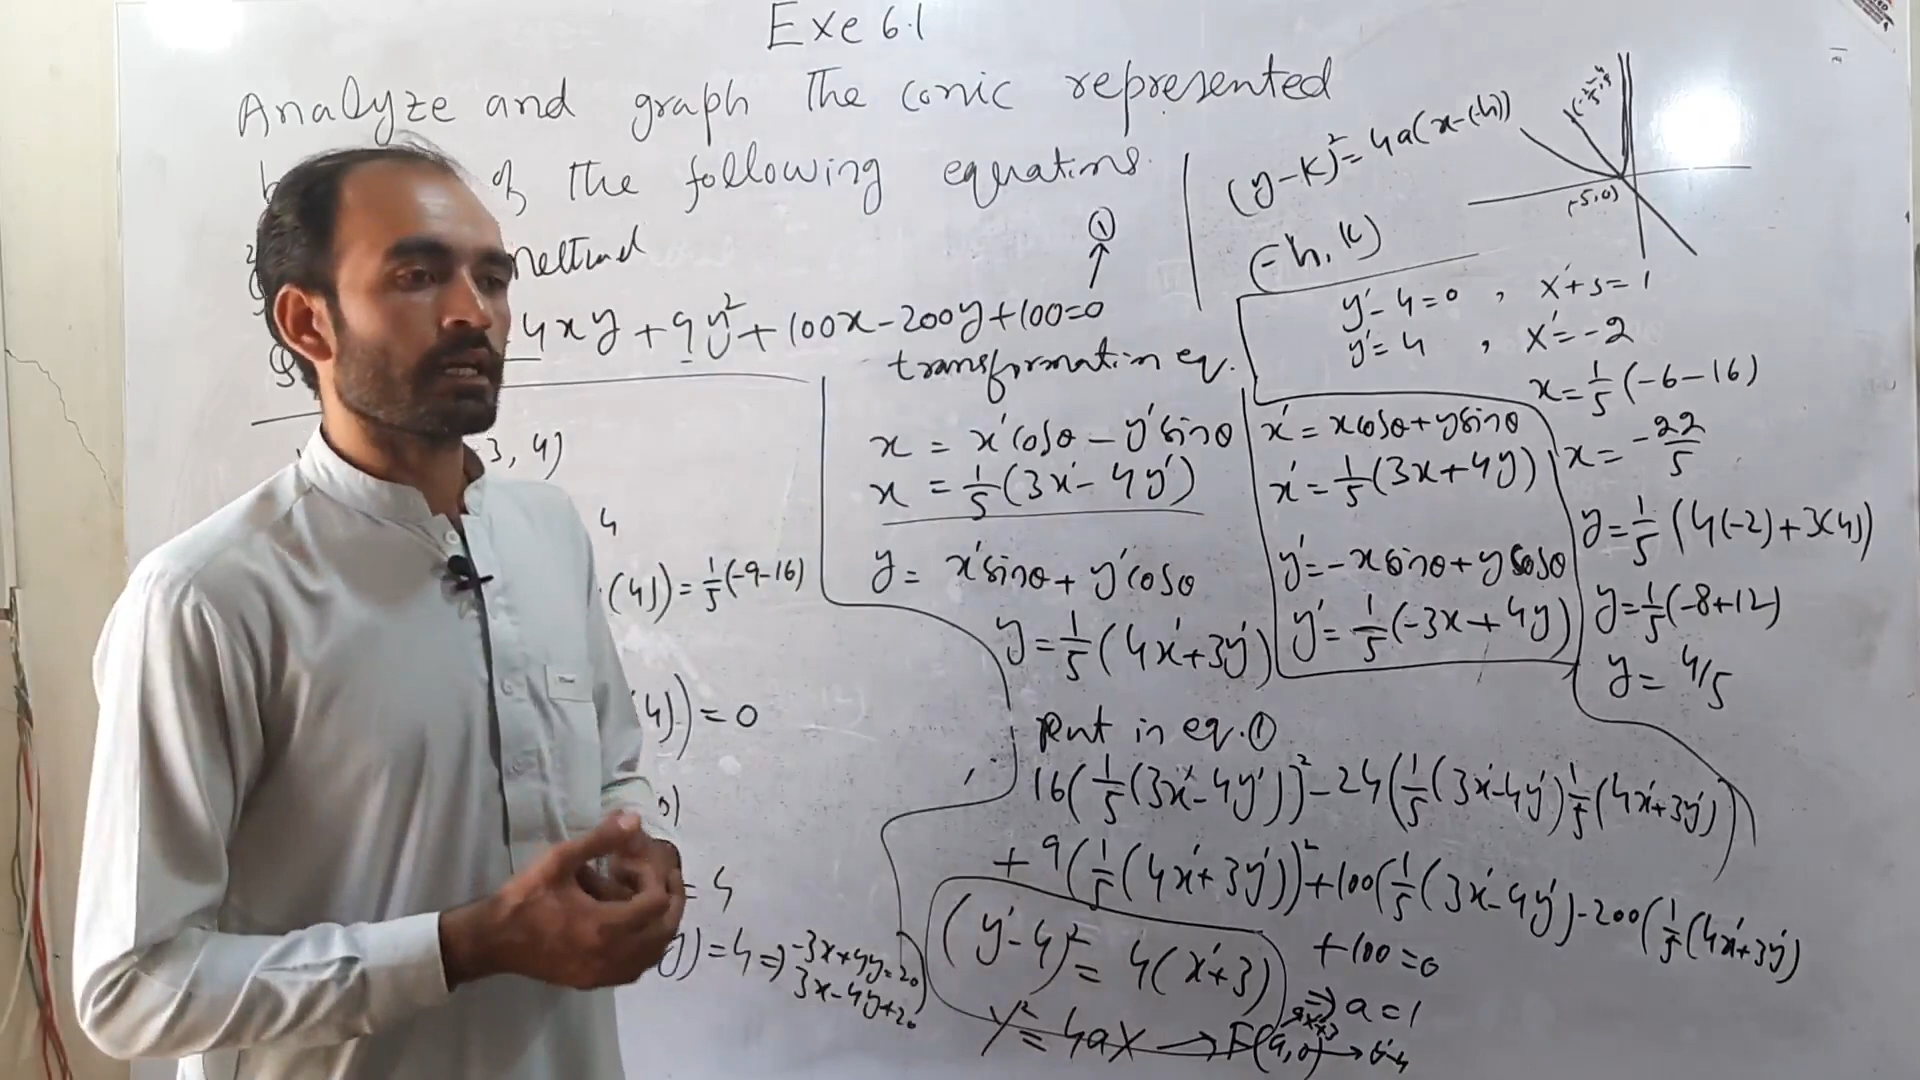 Exe 6.1
Analyze and graph The conic represented
of The following equations.
①
4xy + 9y² + 100x - 200y + 100 = 0
3, 4)
4
(4)) = 1/5 (-9-16)
4)) = 0
= 4
y) = 4 => -3x+4y=20
3x-4y+20
transformation eq.
x = x'cosθ - y'sinθ
x = 1/5 (3x' - 4y')
y = x'sinθ + y'cosθ
y = 1/5 (4x' + 3y')
x' = xcosθ + ysinθ
x' = 1/5 (3x + 4y)
y' = -xsinθ + ycosθ
y' = 1/5 (-3x + 4y)
Put in eq. ①
16(1/5 (3x' - 4y'))² - 24(1/5 (3x' - 4y') 1/5 (4x' + 3y'))
+ 9(1/5 (4x' + 3y'))² + 100(1/5 (3x' - 4y') - 200(1/5 (4x' + 3y')
+ 100 = 0
(y' - 4)² = 4(x' + 3)
=> a = 1
Y² = 4aX → F(a, 0)
(y - k)² = 4a(x - (-h))
(-h, k)
(-5, 0)
y' - 4 = 0 , x' + 3 = 1
y' = 4 , x' = -2
x = 1/5 (-6 - 16)
x = -22/5
y = 1/5 (4(-2) + 3(4))
y = 1/5 (-8 + 12)
y = 4/5